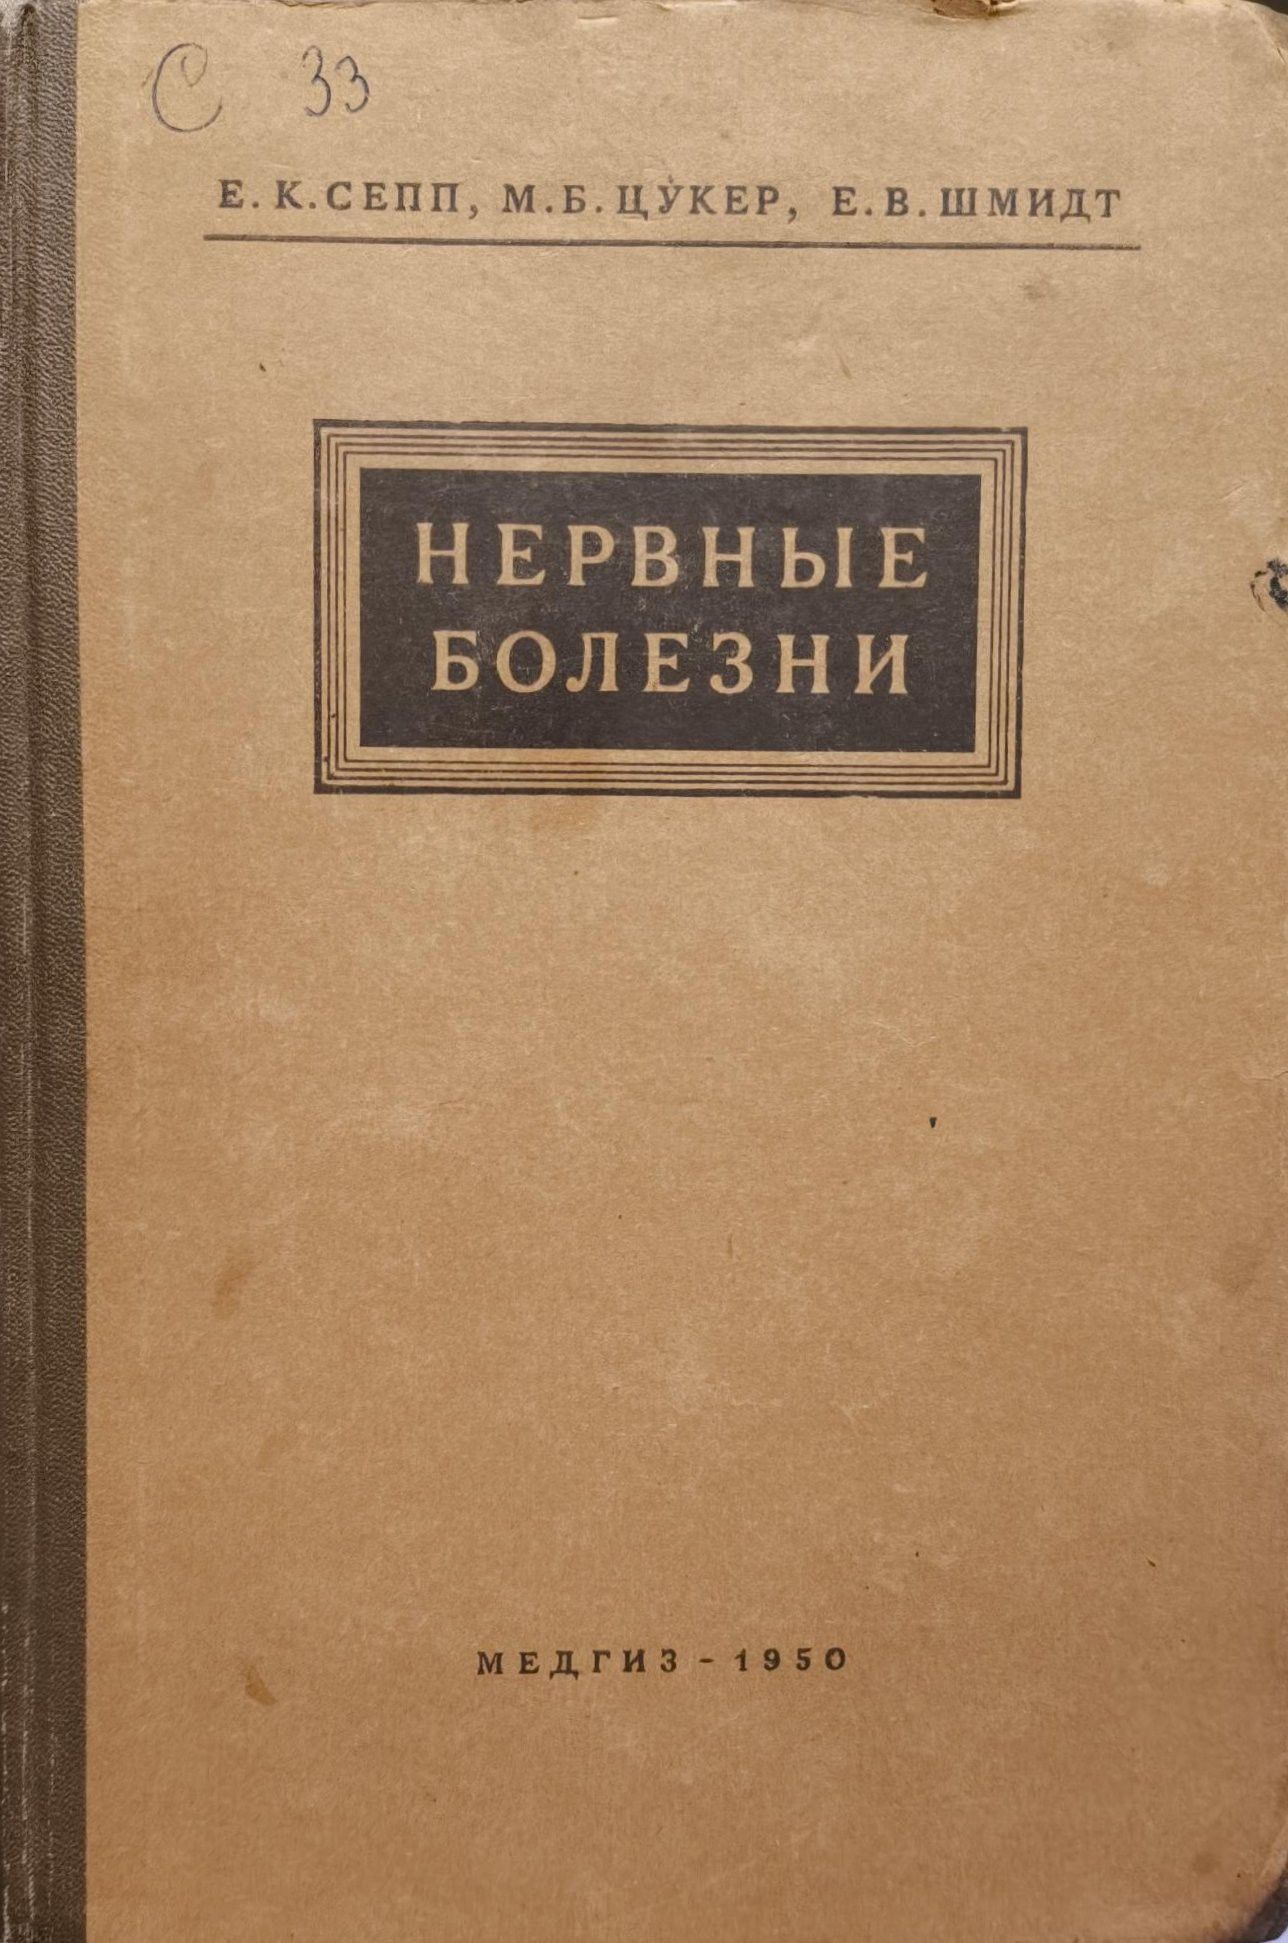 С 33
Е. К. СЕПП, М. Б. ЦУКЕР, Е. В. ШМИДТ
НЕРВНЫЕ
БОЛЕЗНИ
МЕДГИЗ - 1950